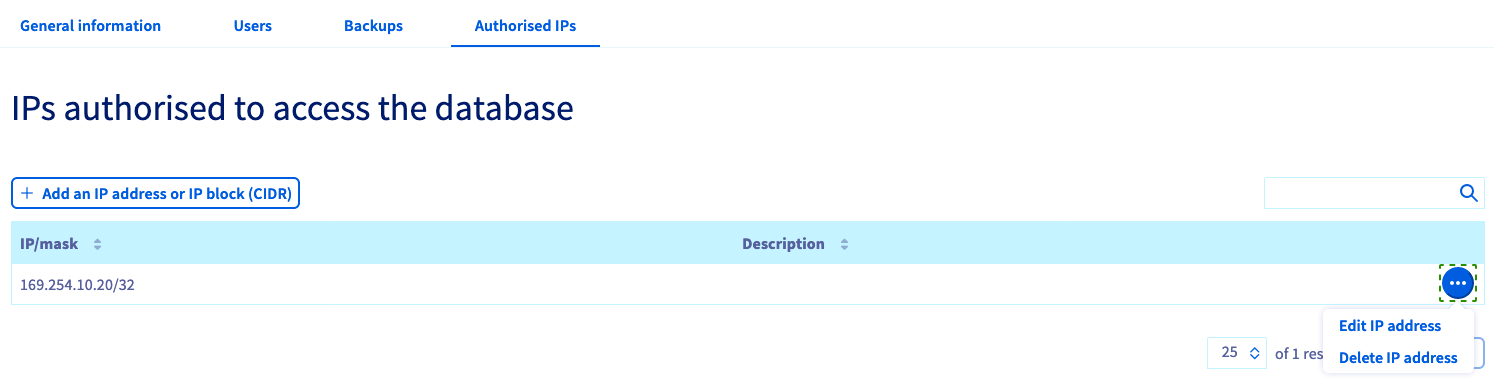 General information Users Backups Authorised IPs
IPs authorised to access the database
Add an IP address or IP block (CIDR)
IP/mask Description
169.254.10.20/32
Edit IP address
25 of 1 res
Delete IP address